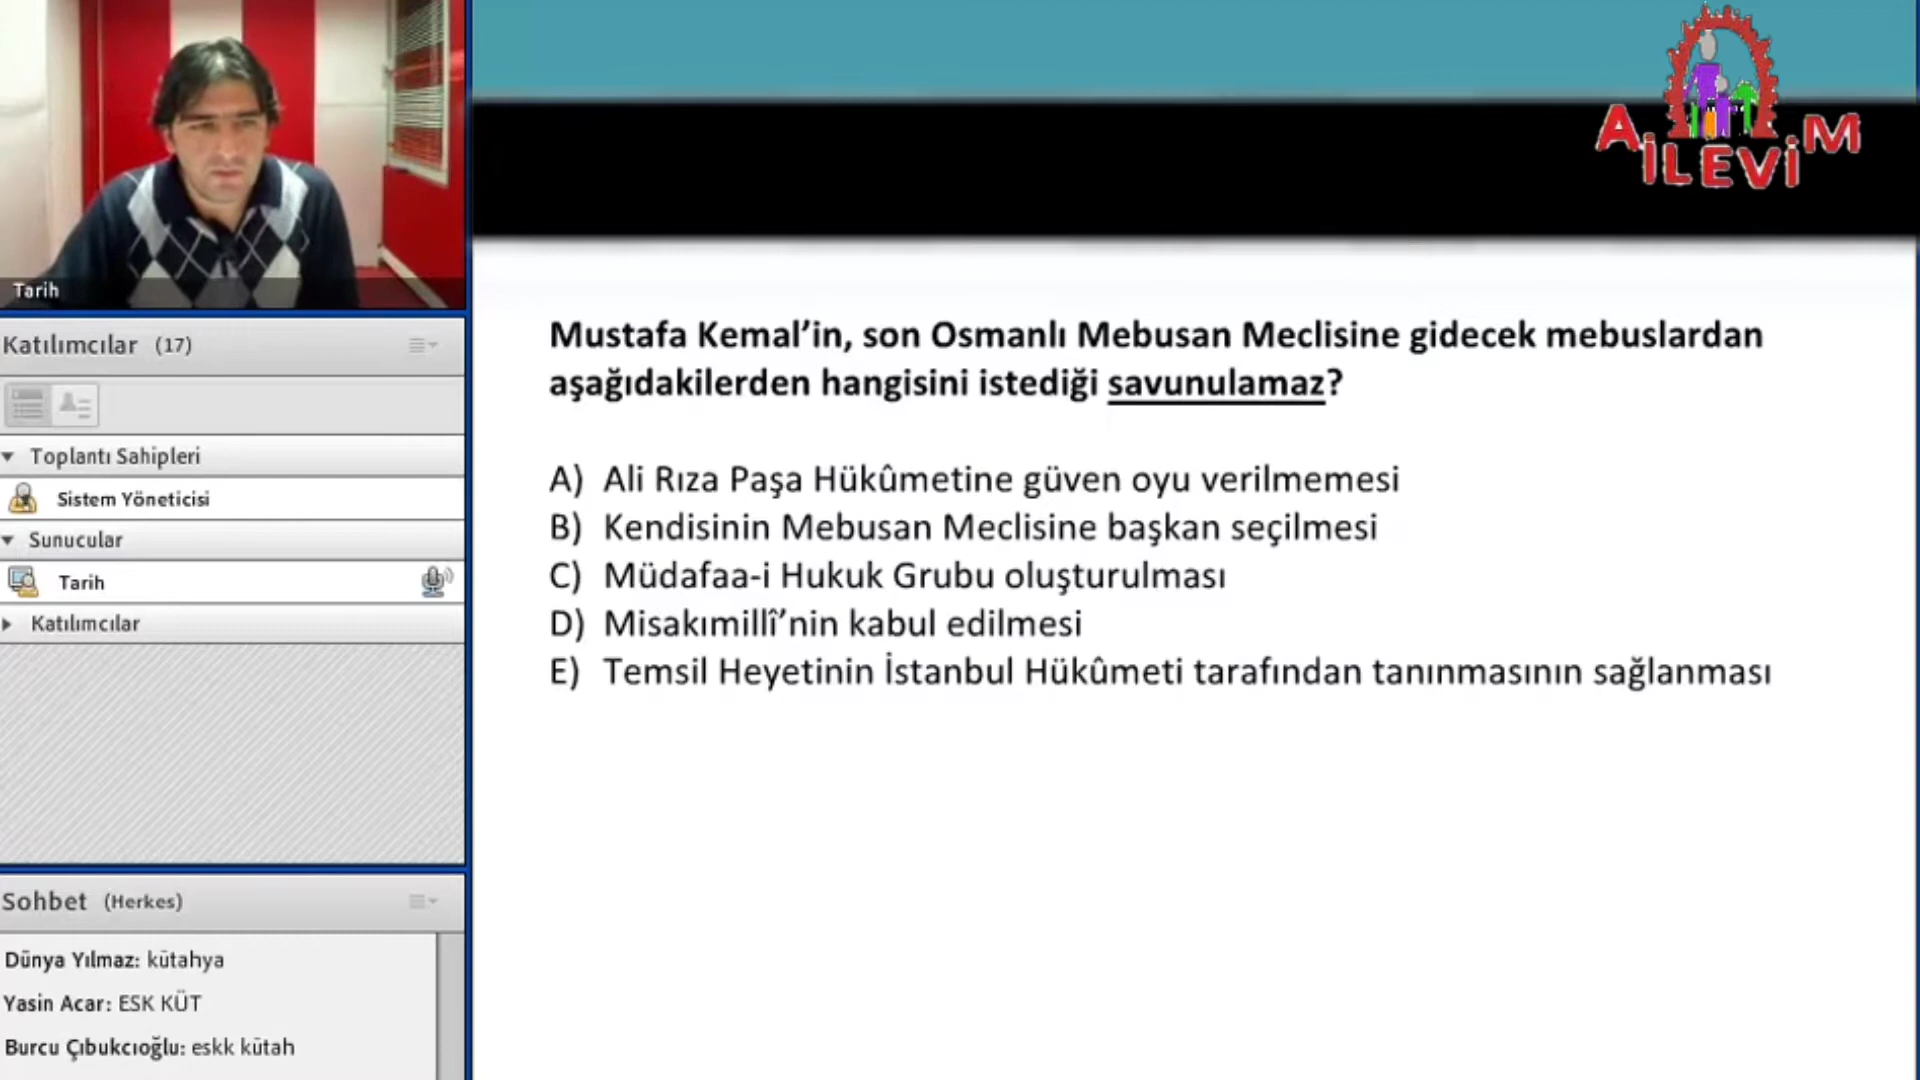 AİLEVİM
Tarih
Katılımcılar (17)
Toplantı Sahipleri
Sistem Yöneticisi
Sunucular
Tarih
Katılımcılar
Sohbet (Herkes)
Dünya Yılmaz: kütahya
Yasin Acar: ESK KÜT
Burcu Çıbukcıoğlu: eskk kütah
Mustafa Kemal’in, son Osmanlı Mebusan Meclisine gidecek mebuslardan
aşağıdakilerden hangisini istediği savunulamaz?
A) Ali Rıza Paşa Hükûmetine güven oyu verilmemesi
B) Kendisinin Mebusan Meclisine başkan seçilmesi
C) Müdafaa-i Hukuk Grubu oluşturulması
D) Misakımillî’nin kabul edilmesi
E) Temsil Heyetinin İstanbul Hükûmeti tarafından tanınmasının sağlanması